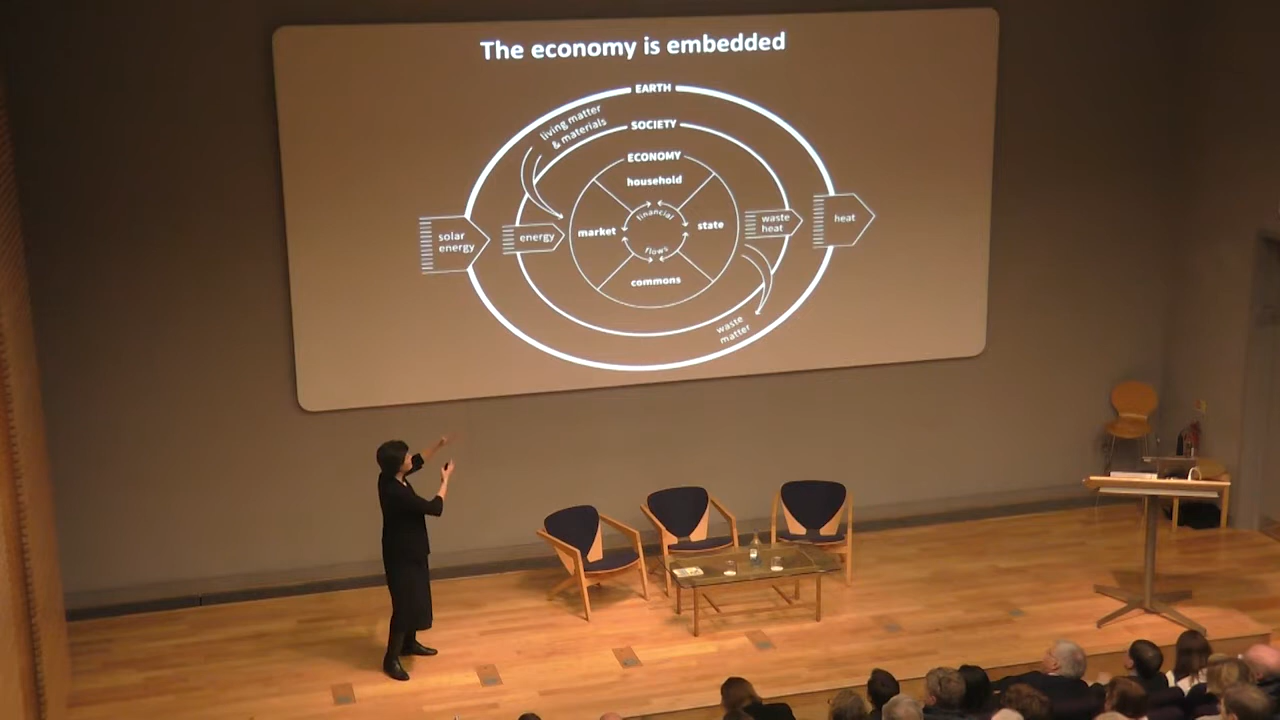 The economy is embedded
EARTH
living matter
& materials
SOCIETY
ECONOMY
household
financial
market
state
flows
commons
solar
energy
energy
waste
heat
heat
waste
matter